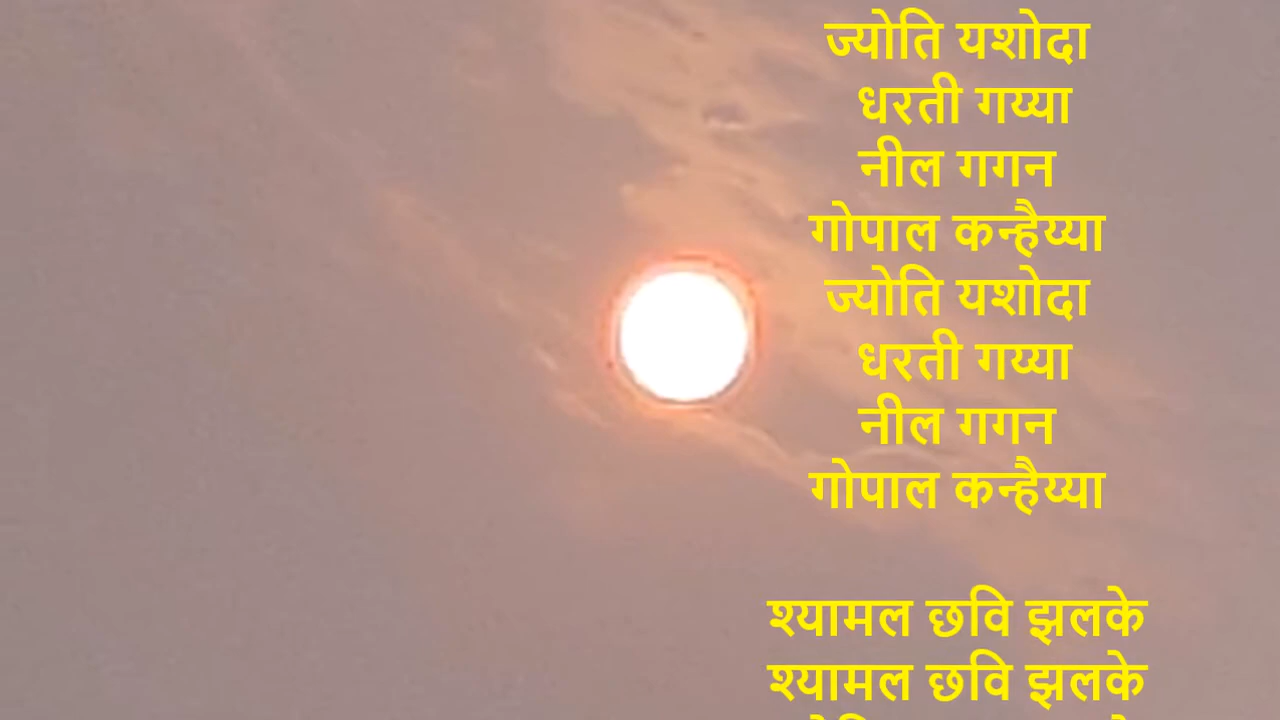 ज्योति यशोदा
धरती गय्या
नील गगन
गोपाल कन्हैय्या
ज्योति यशोदा
धरती गय्या
नील गगन
गोपाल कन्हैय्या
श्यामल छवि झलके
श्यामल छवि झलके